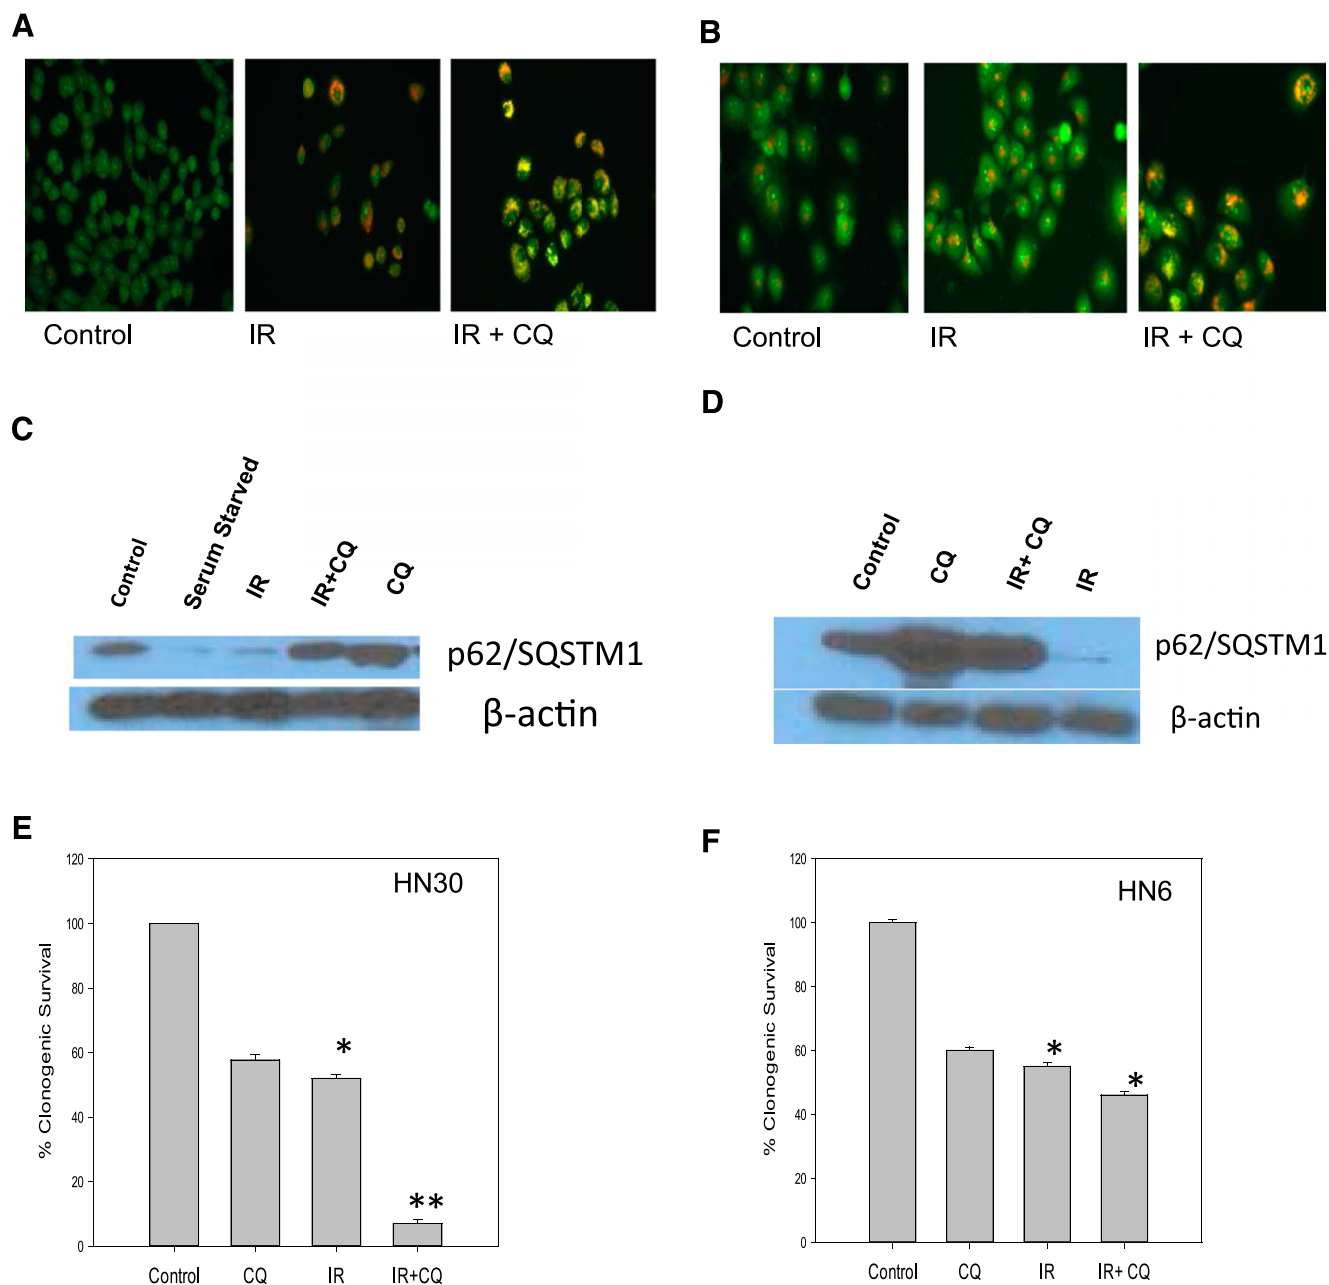 A
B
Control
IR
IR + CQ
Control
IR
IR + CQ
C
D
Control
Serum Starved
IR
IR+CQ
CQ
p62/SQSTM1
β-actin
Control
CQ
IR+ CQ
IR
p62/SQSTM1
β-actin
E
HN30
% Clonogenic Survival
120
100
80
60
40
20
0
*
**
Control
CQ
IR
IR+CQ
F
HN6
% Clonogenic Survival
120
100
80
60
40
20
0
*
*
Control
CQ
IR
IR+ CQ